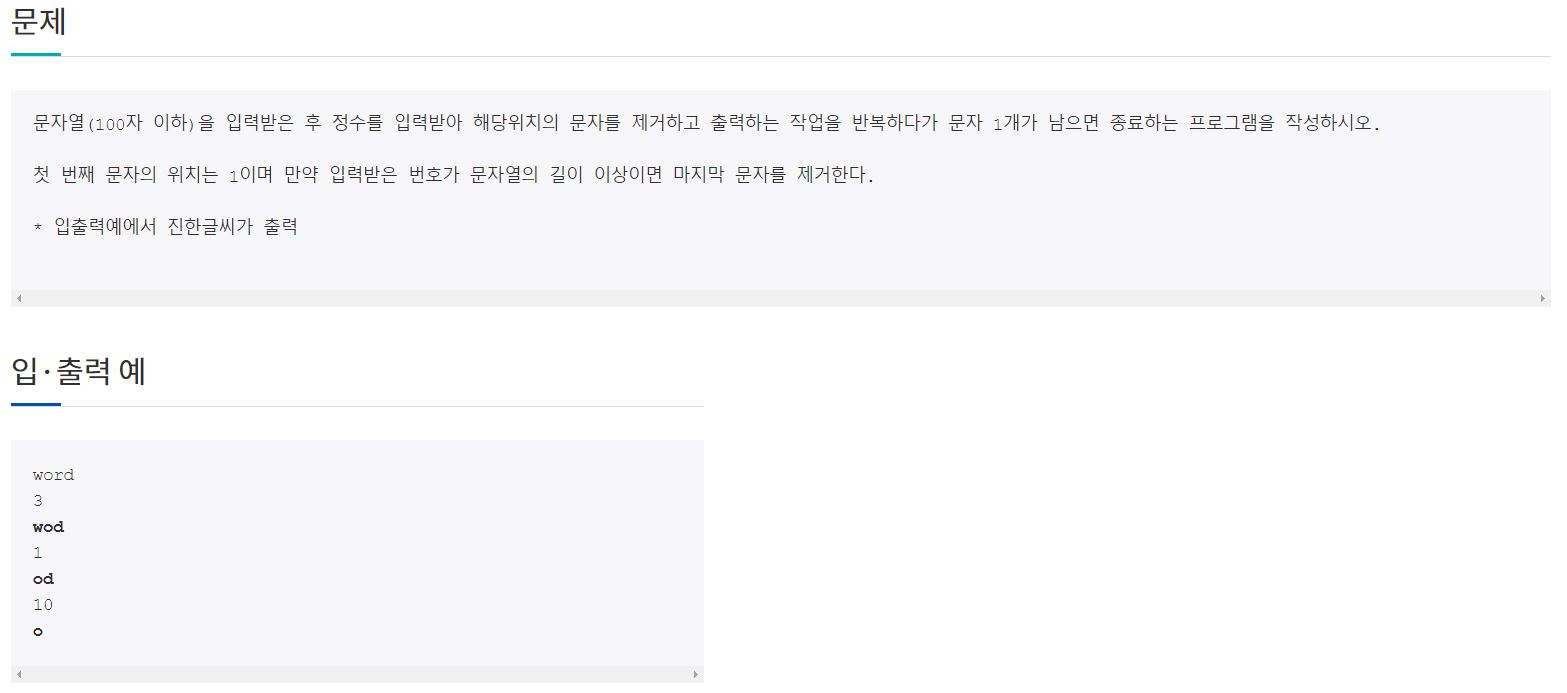 문제
문자열(100자 이하)을 입력받은 후 정수를 입력받아 해당위치의 문자를 제거하고 출력하는 작업을 반복하다가 문자 1개가 남으면 종료하는 프로그램을 작성하시오.
첫 번째 문자의 위치는 1이며 만약 입력받은 번호가 문자열의 길이 이상이면 마지막 문자를 제거한다.
* 입출력예에서 진한글씨가 출력
입·출력 예
word
3
wod
1
od
10
o